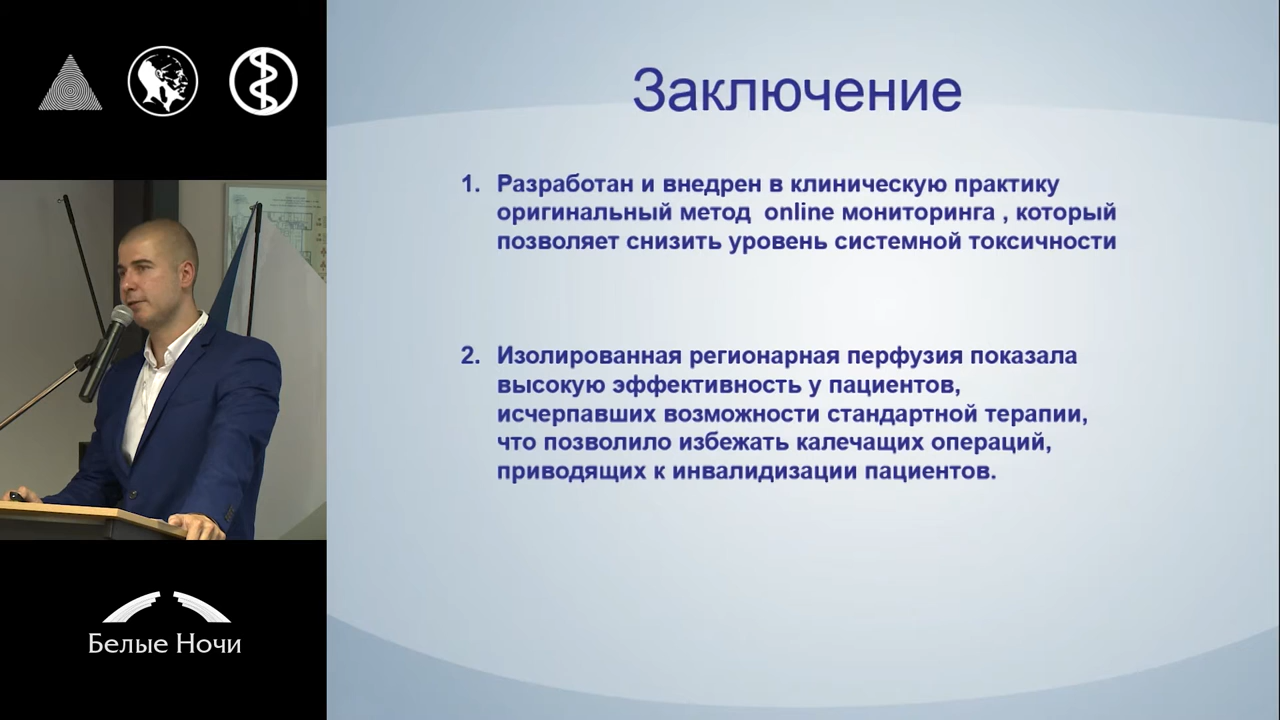 Заключение
1. Разработан и внедрен в клиническую практику
оригинальный метод online мониторинга , который
позволяет снизить уровень системной токсичности
2. Изолированная регионарная перфузия показала
высокую эффективность у пациентов,
исчерпавших возможности стандартной терапии,
что позволило избежать калечащих операций,
приводящих к инвалидизации пациентов.
Белые Ночи